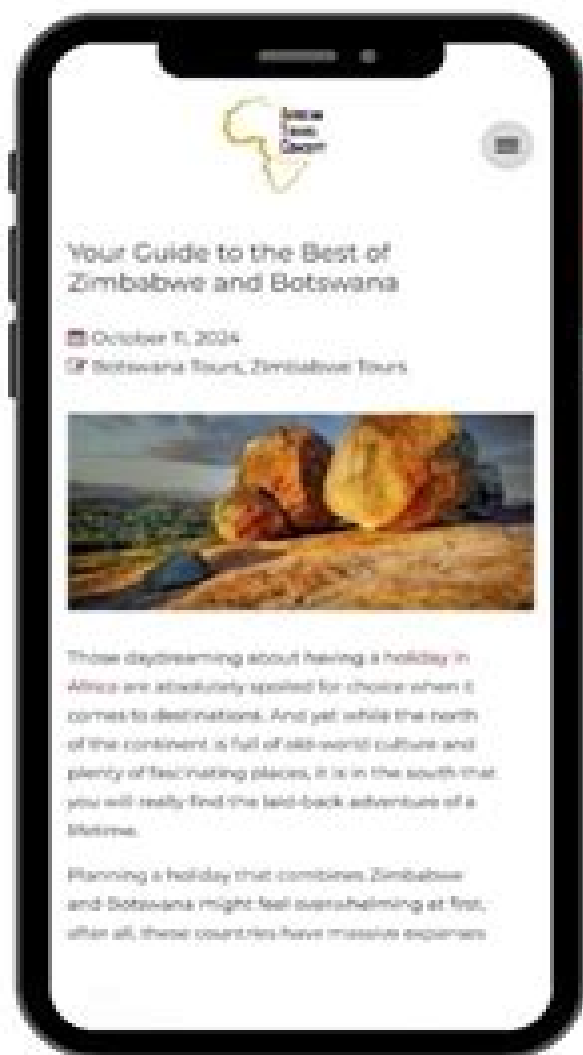 African
Travel
Concept
Your Guide to the Best of
Zimbabwe and Botswana
October 11, 2024
Botswana Tours, Zimbabwe Tours
Those daydreaming about having a holiday in
Africa are absolutely spoiled for choice when it
comes to destinations. And yet while the north
of the continent is full of old-world culture and
plenty of fascinating places, it is in the south that
you will really find the laid-back adventure of a
lifetime.
Planning a holiday that combines Zimbabwe
and Botswana might feel overwhelming at first,
after all, these countries have massive expanses